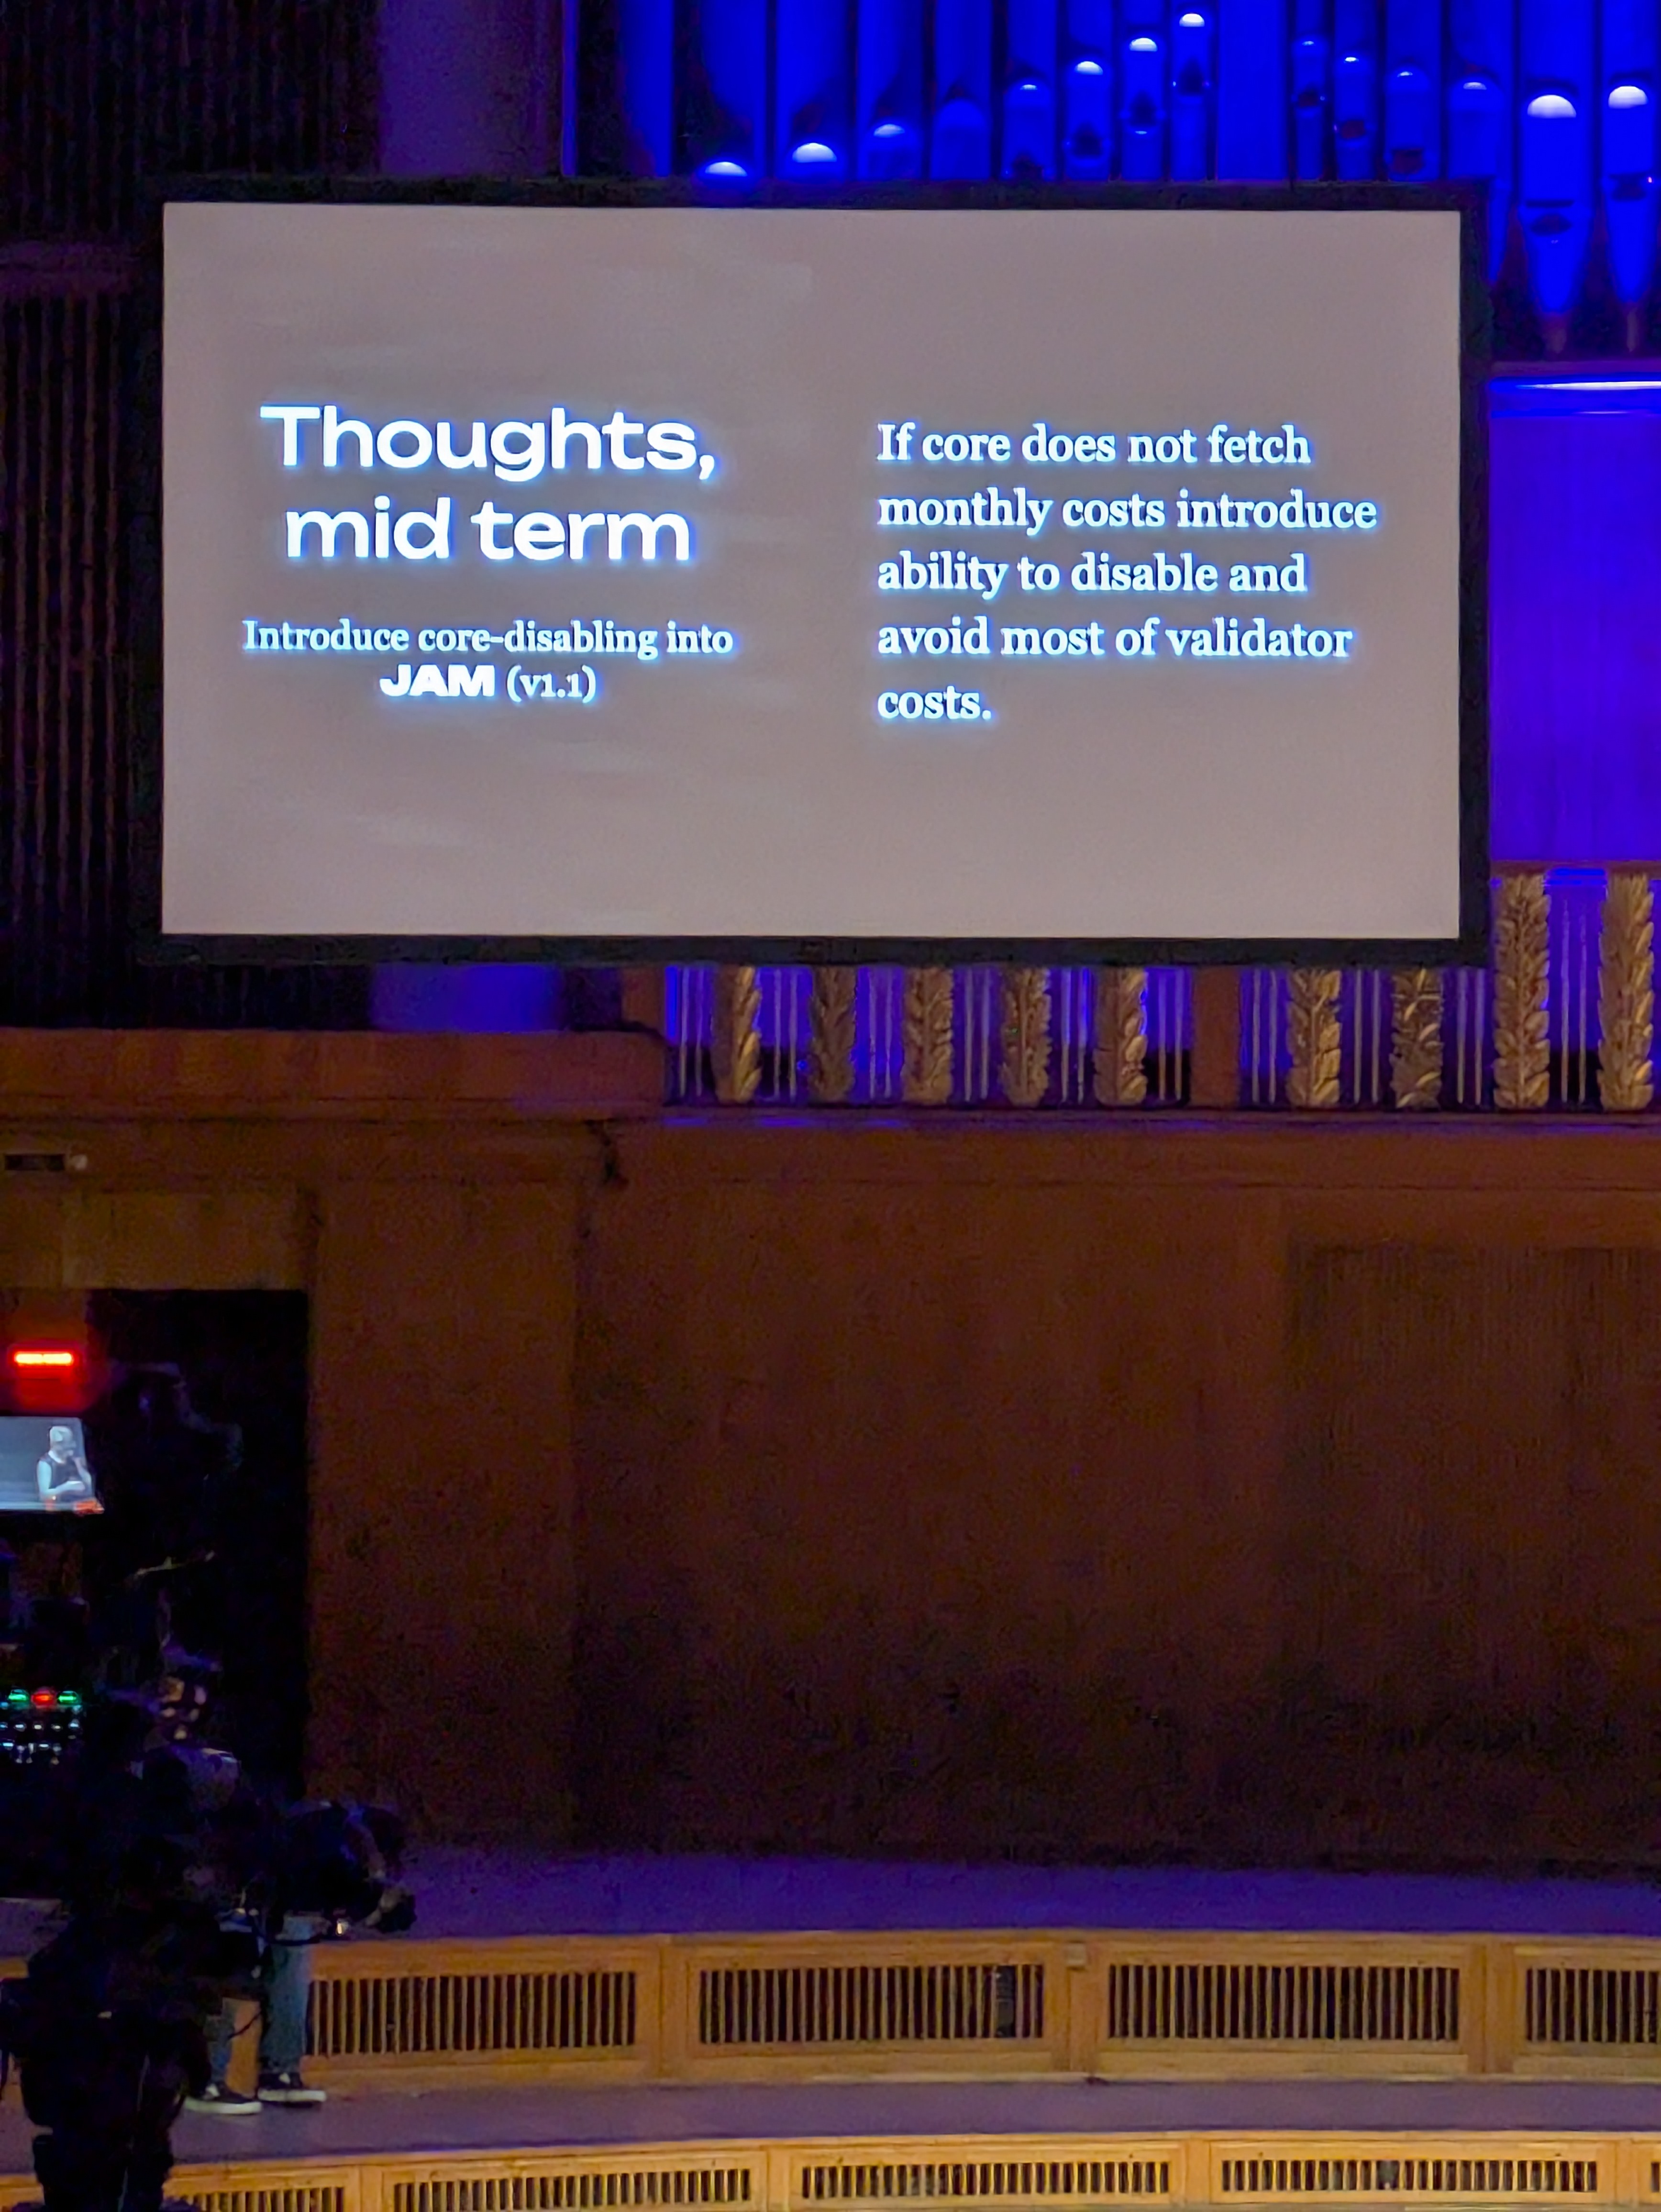 Thoughts,
mid term
Introduce core-disabling into
JAM (v1.1)
If core does not fetch
monthly costs introduce
ability to disable and
avoid most of validator
costs.